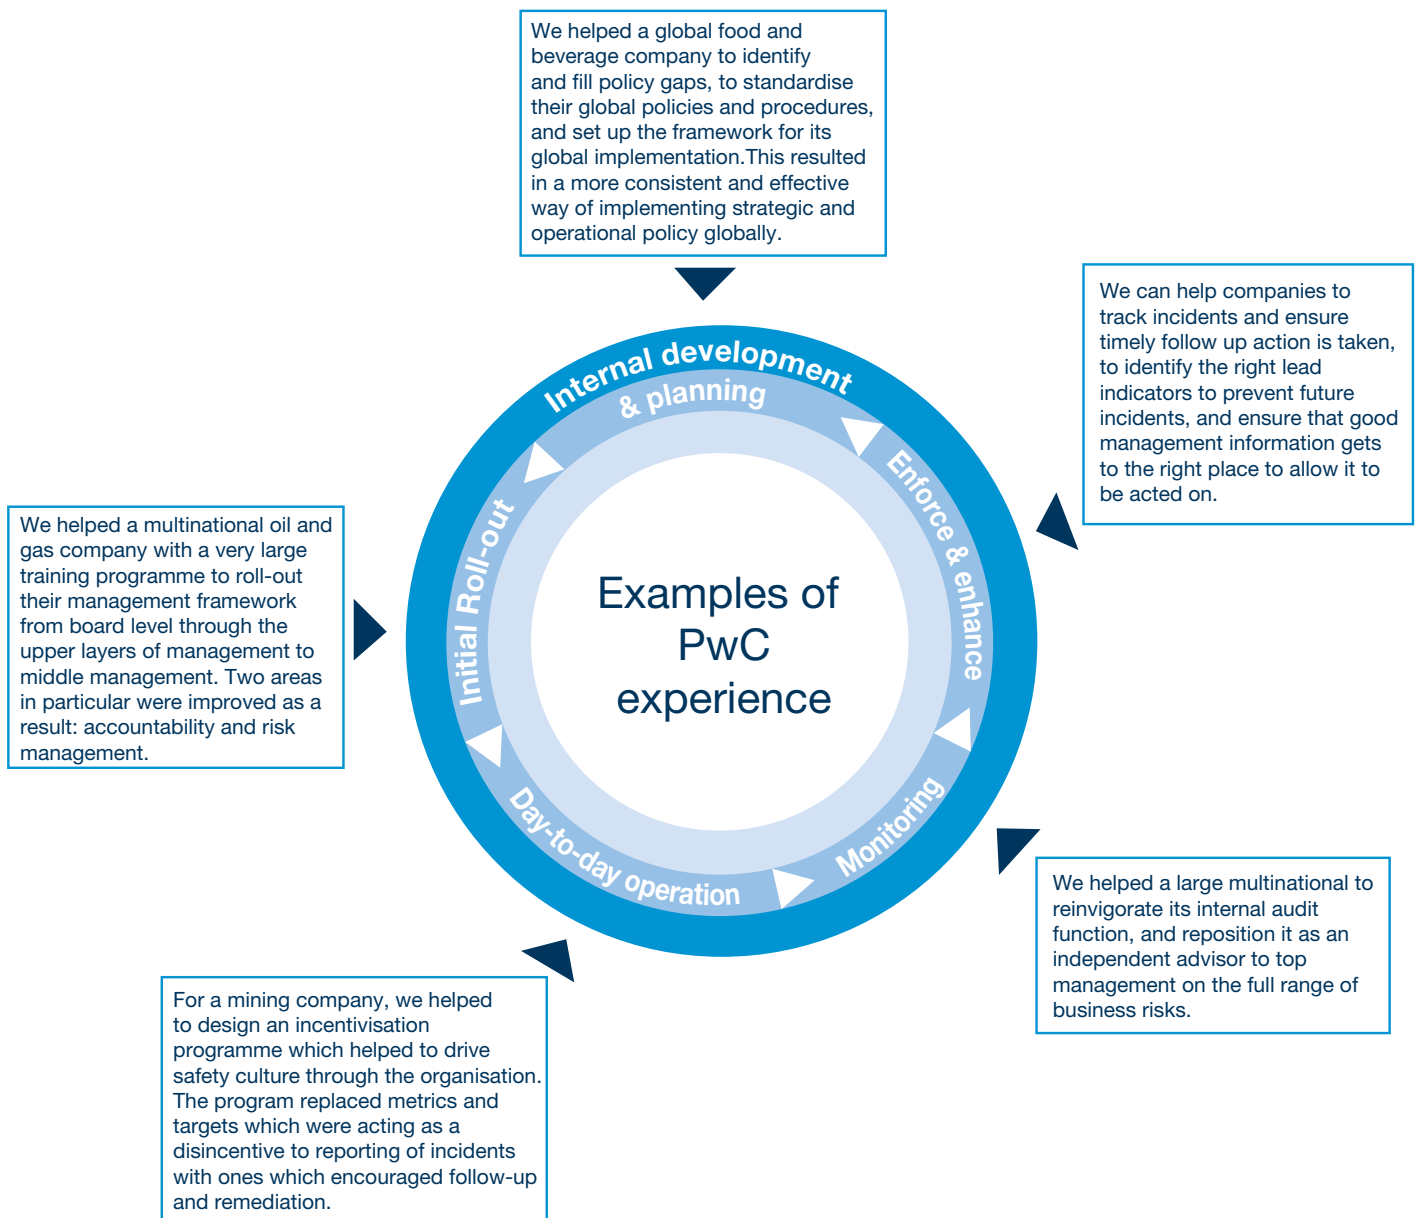 We helped a global food and
beverage company to identify
and fill policy gaps, to standardise
their global policies and procedures,
and set up the framework for its
global implementation.This resulted
in a more consistent and effective
way of implementing strategic and
operational policy globally.
We can help companies to
track incidents and ensure
timely follow up action is taken,
to identify the right lead
indicators to prevent future
incidents, and ensure that good
management information gets
to the right place to allow it to
be acted on.
Internal development
& planning
Enforce & enhance
Monitoring
Day-to-day operation
Initial Roll-out
Examples of
PwC
experience
We helped a multinational oil and
gas company with a very large
training programme to roll-out
their management framework
from board level through the
upper layers of management to
middle management. Two areas
in particular were improved as a
result: accountability and risk
management.
We helped a large multinational to
reinvigorate its internal audit
function, and reposition it as an
independent advisor to top
management on the full range of
business risks.
For a mining company, we helped
to design an incentivisation
programme which helped to drive
safety culture through the organisation.
The program replaced metrics and
targets which were acting as a
disincentive to reporting of incidents
with ones which encouraged follow-up
and remediation.